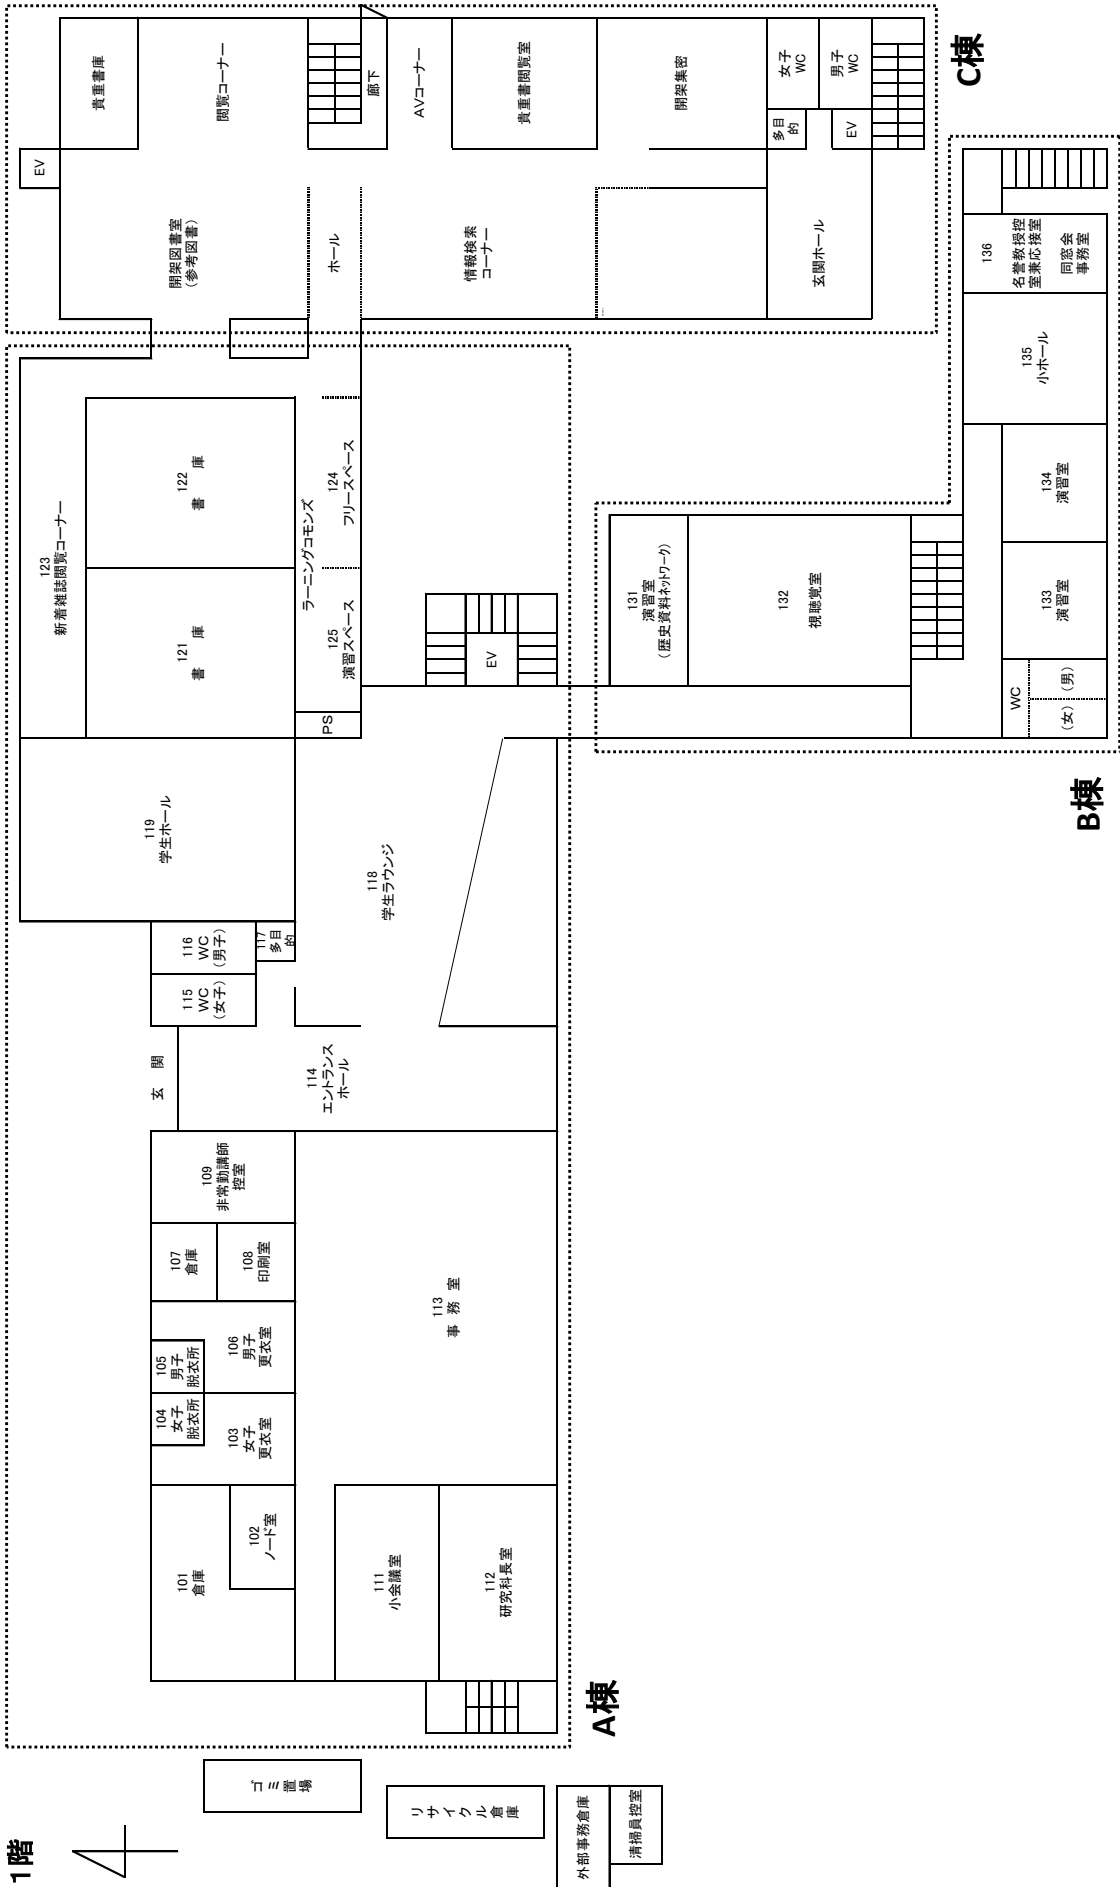 1階
ゴミ置場
リサイクル倉庫
外部事務倉庫
清掃員控室
A棟
101
倉庫
102
ノード室
103
女子
更衣室
104
女子
脱衣所
105
男子
脱衣所
106
男子
更衣室
107
倉庫
108
印刷室
109
非常勤講師
控室
111
小会議室
112
研究科長室
113
事 務 室
玄 関
114
エントランス
ホール
115
WC
(女子)
116
WC
(男子)
117
多目
的
118
学生ラウンジ
119
学生ホール
PS
121
書 庫
122
書 庫
123
新着雑誌閲覧コーナー
ラーニングコモンズ
125
演習スペース
124
フリースペース
EV
B棟
131
演習室
(歴史資料ネットワーク)
132
視聴覚室
WC
(女)
(男)
133
演習室
134
演習室
135
小ホール
136
名誉教授控
室兼応接室
同窓会
事務室
C棟
EV
貴重書庫
閲覧コーナー
廊下
AVコーナー
貴重書閲覧室
開架集密
女子
WC
男子
WC
多目
的
EV
開架図書室
(参考図書)
ホール
情報検索
コーナー
玄関ホール